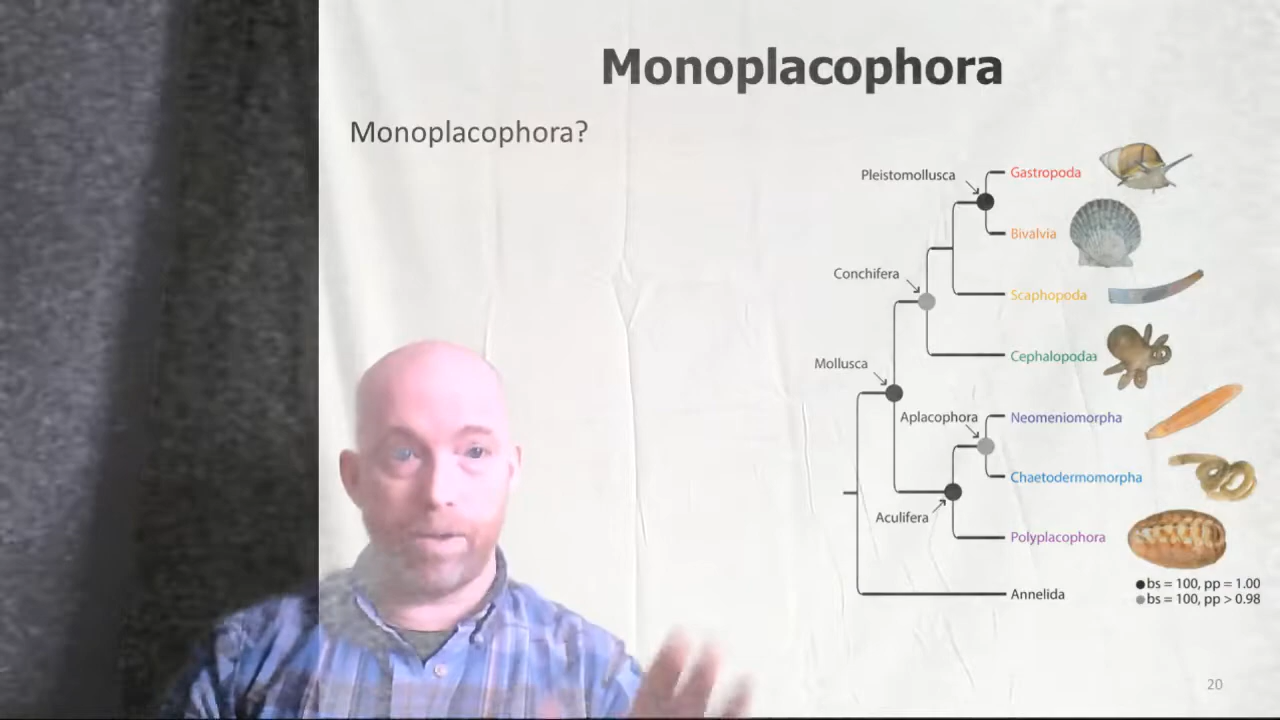 Monoplacophora
Monoplacophora?
Pleistomollusca
Gastropoda
Bivalvia
Conchifera
Scaphopoda
Cephalopoda
Mollusca
Aplacophora
Neomeniomorpha
Chaetodermomorpha
Aculifera
Polyplacophora
bs = 100, pp = 1.00
Annelida
bs = 100, pp > 0.98
20